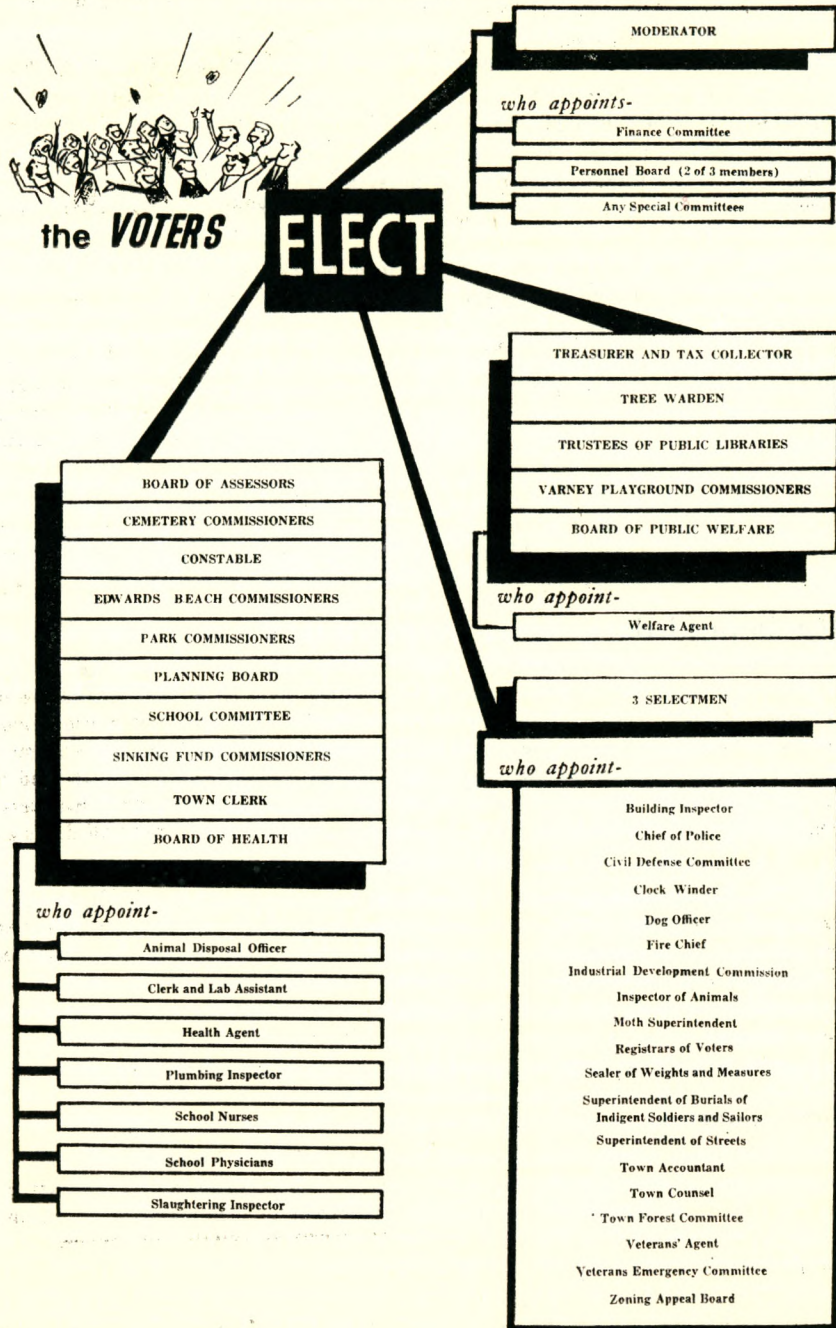 the VOTERS
ELECT
MODERATOR
who appoints-
Finance Committee
Personnel Board (2 of 3 members)
Any Special Committees
TREASURER AND TAX COLLECTOR
TREE WARDEN
TRUSTEES OF PUBLIC LIBRARIES
VARNEY PLAYGROUND COMMISSIONERS
BOARD OF PUBLIC WELFARE
who appoint-
Welfare Agent
BOARD OF ASSESSORS
CEMETERY COMMISSIONERS
CONSTABLE
EDWARDS BEACH COMMISSIONERS
PARK COMMISSIONERS
PLANNING BOARD
SCHOOL COMMITTEE
SINKING FUND COMMISSIONERS
TOWN CLERK
BOARD OF HEALTH
who appoint-
Animal Disposal Officer
Clerk and Lab Assistant
Health Agent
Plumbing Inspector
School Nurses
School Physicians
Slaughtering Inspector
3 SELECTMEN
who appoint-
Building Inspector
Chief of Police
Civil Defense Committee
Clock Winder
Dog Officer
Fire Chief
Industrial Development Commission
Inspector of Animals
Moth Superintendent
Registrars of Voters
Sealer of Weights and Measures
Superintendent of Burials of
Indigent Soldiers and Sailors
Superintendent of Streets
Town Accountant
Town Counsel
Town Forest Committee
Veterans' Agent
Veterans Emergency Committee
Zoning Appeal Board